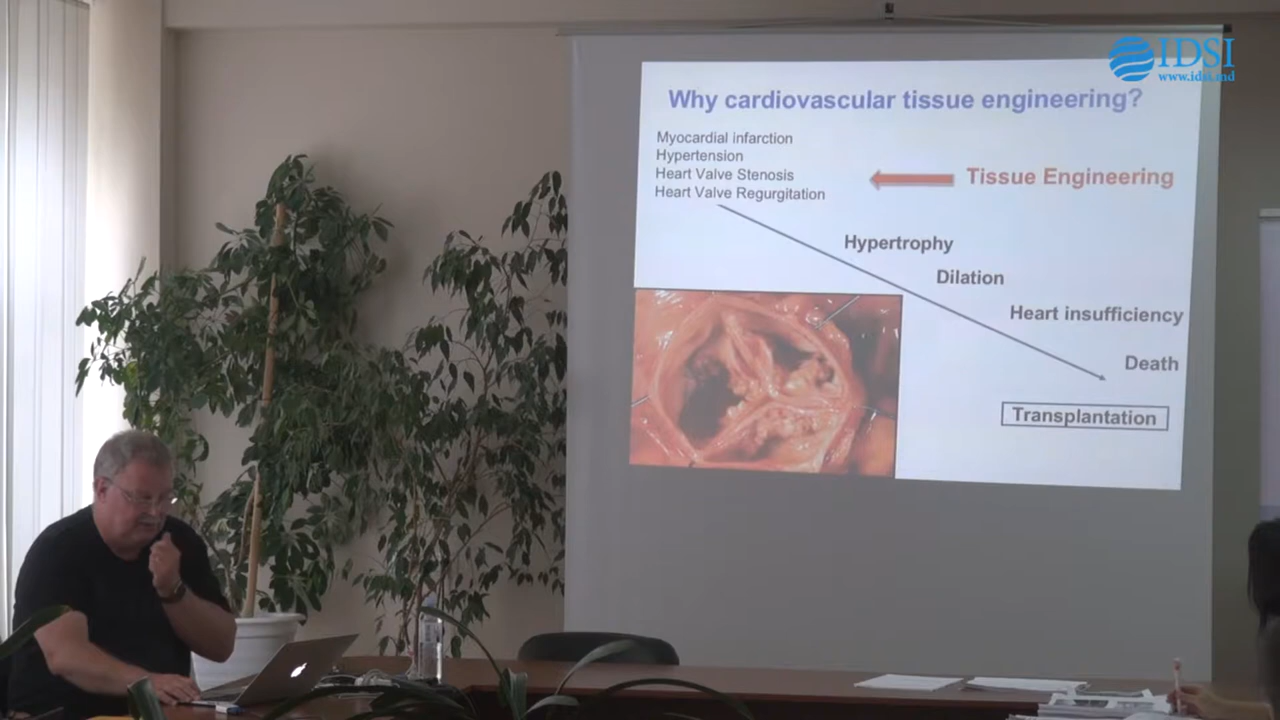 IDSI
www.idsi.md
Why cardiovascular tissue engineering?
Myocardial infarction
Hypertension
Heart Valve Stenosis
Heart Valve Regurgitation
Tissue Engineering
Hypertrophy
Dilation
Heart insufficiency
Death
Transplantation